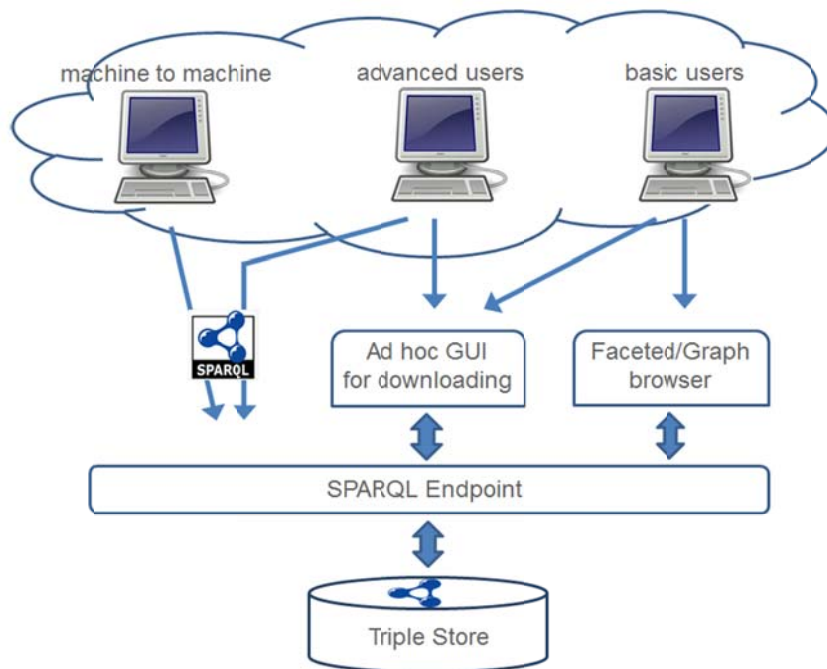 machine to machine
advanced users
basic users
SPARQL
Ad hoc GUI
for downloading
Faceted/Graph
browser
SPARQL Endpoint
Triple Store